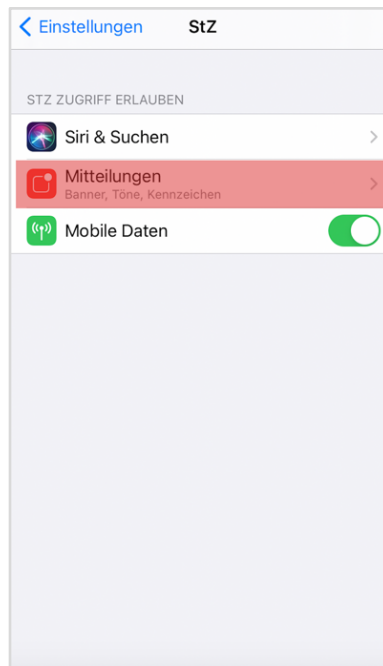 Einstellungen StZ
STZ ZUGRIFF ERLAUBEN
Siri & Suchen
Mitteilungen
Banner, Töne, Kennzeichen
Mobile Daten